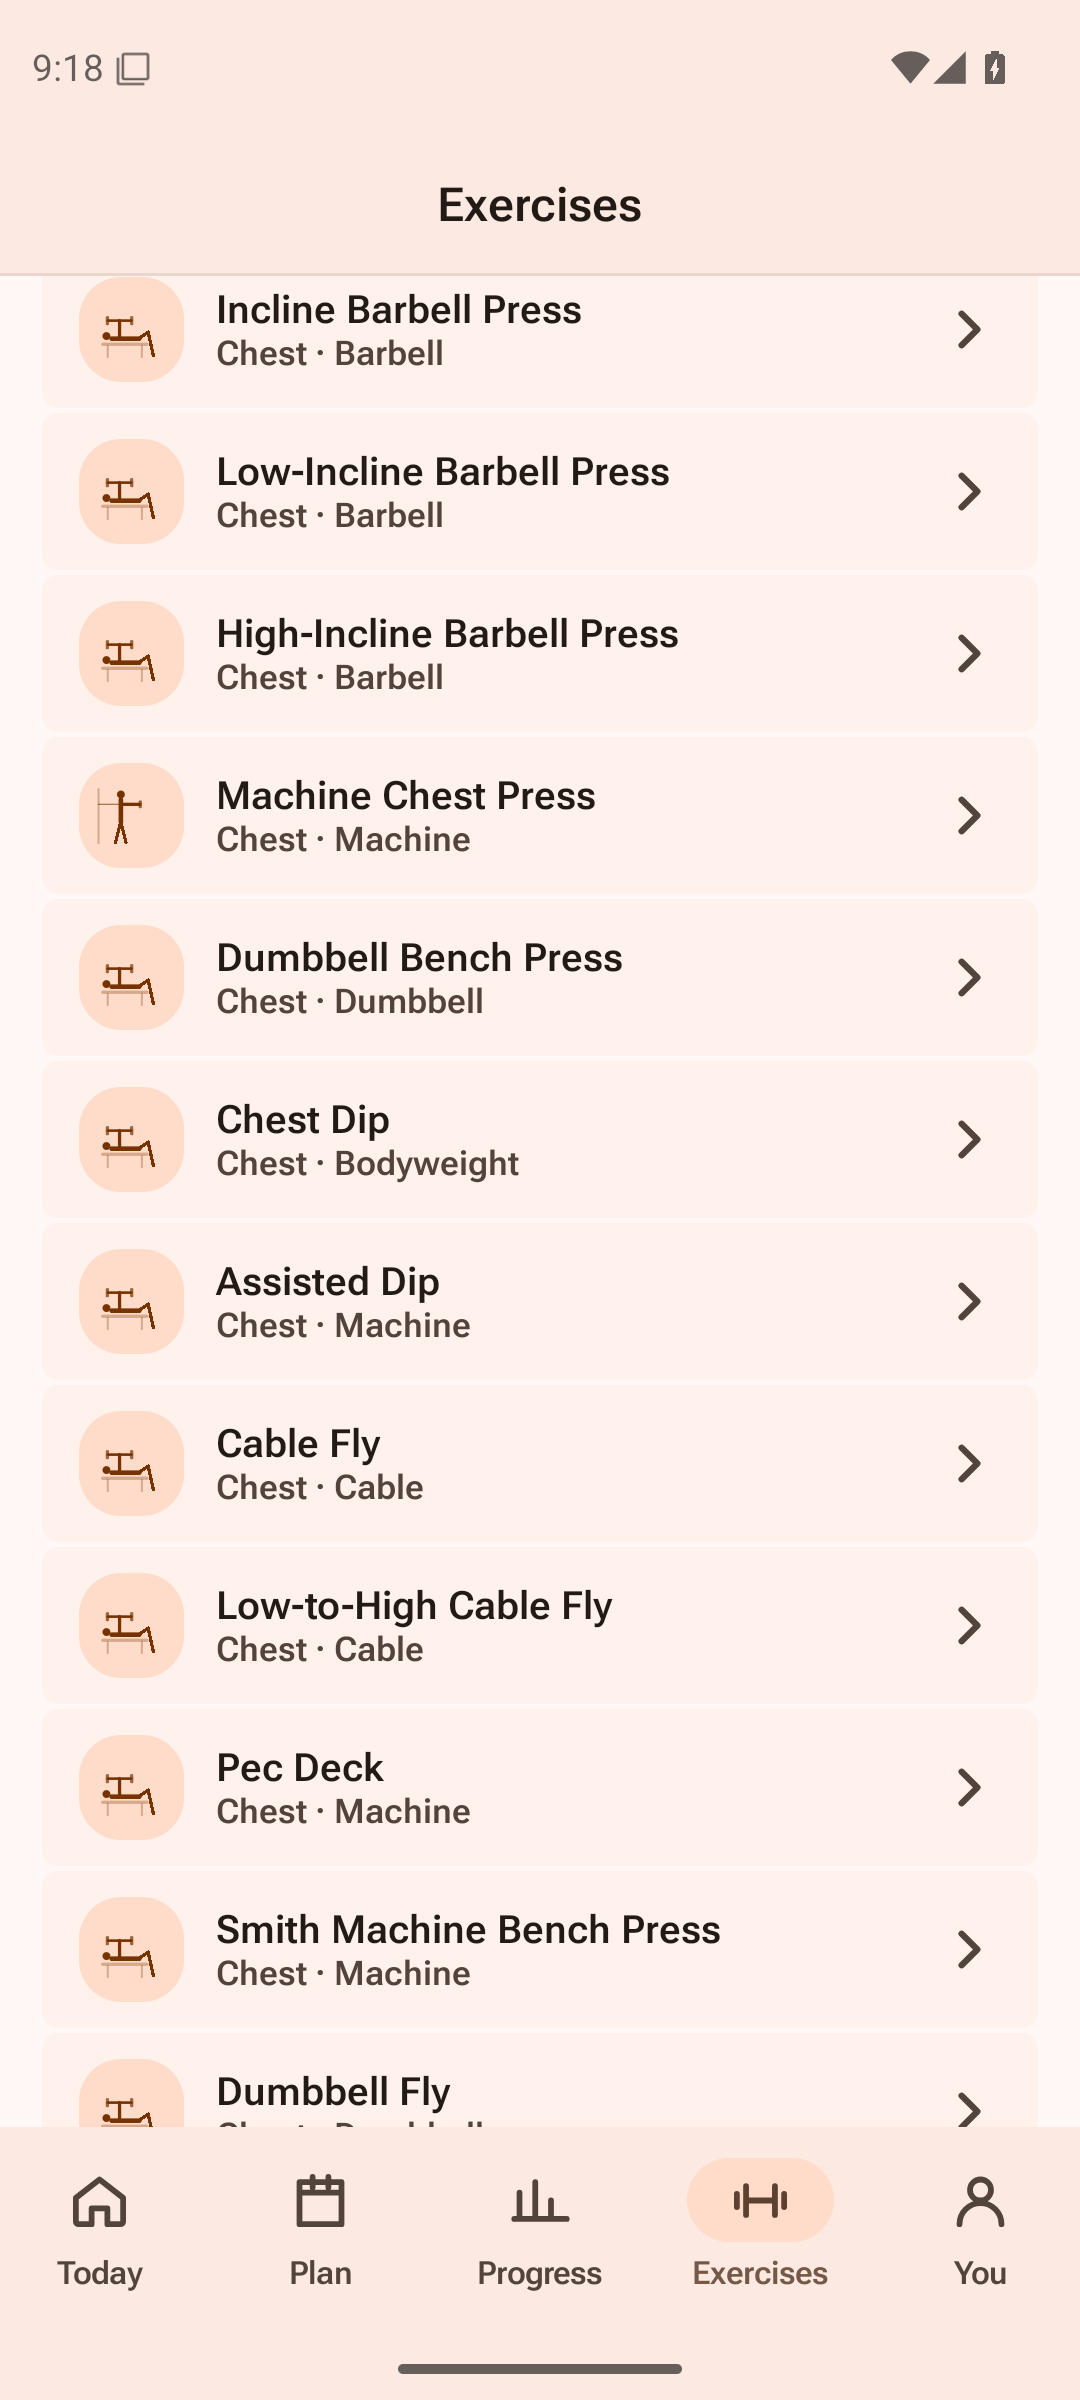 9:18
Exercises
Incline Barbell Press
Chest · Barbell
Low-Incline Barbell Press
Chest · Barbell
High-Incline Barbell Press
Chest · Barbell
Machine Chest Press
Chest · Machine
Dumbbell Bench Press
Chest · Dumbbell
Chest Dip
Chest · Bodyweight
Assisted Dip
Chest · Machine
Cable Fly
Chest · Cable
Low-to-High Cable Fly
Chest · Cable
Pec Deck
Chest · Machine
Smith Machine Bench Press
Chest · Machine
Dumbbell Fly
Today
Plan
Progress
Exercises
You